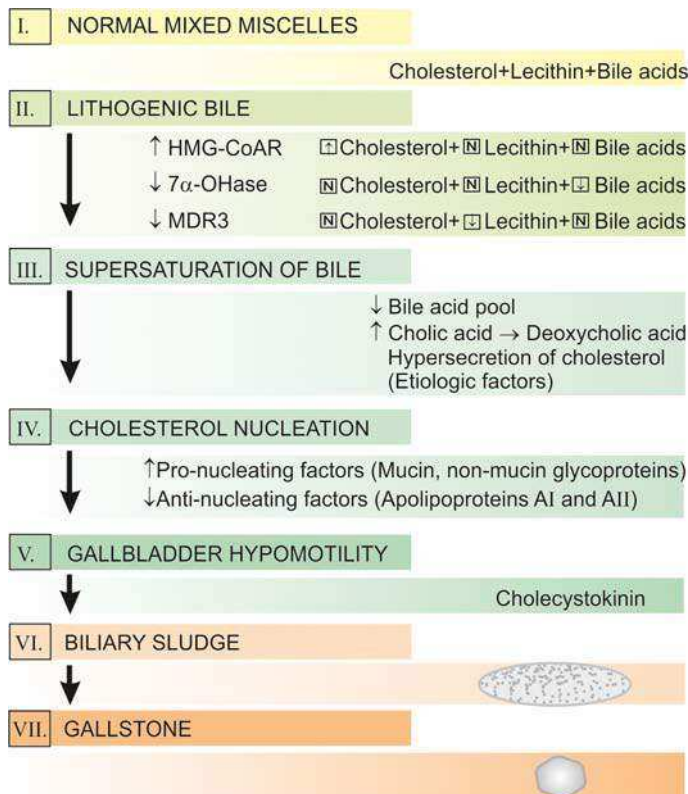 I. NORMAL MIXED MISCELLES
Cholesterol+Lecithin+Bile acids
II. LITHOGENIC BILE
↑ HMG-CoAR ↑ Cholesterol+ N Lecithin+ N Bile acids
↓ 7α-OHase N Cholesterol+ N Lecithin+ ↓ Bile acids
↓ MDR3 N Cholesterol+ ↓ Lecithin+ N Bile acids
III. SUPERSATURATION OF BILE
↓ Bile acid pool
↑ Cholic acid → Deoxycholic acid
Hypersecretion of cholesterol
(Etiologic factors)
IV. CHOLESTEROL NUCLEATION
↑Pro-nucleating factors (Mucin, non-mucin glycoproteins)
↓Anti-nucleating factors (Apolipoproteins AI and AII)
V. GALLBLADDER HYPOMOTILITY
Cholecystokinin
VI. BILIARY SLUDGE
VII. GALLSTONE